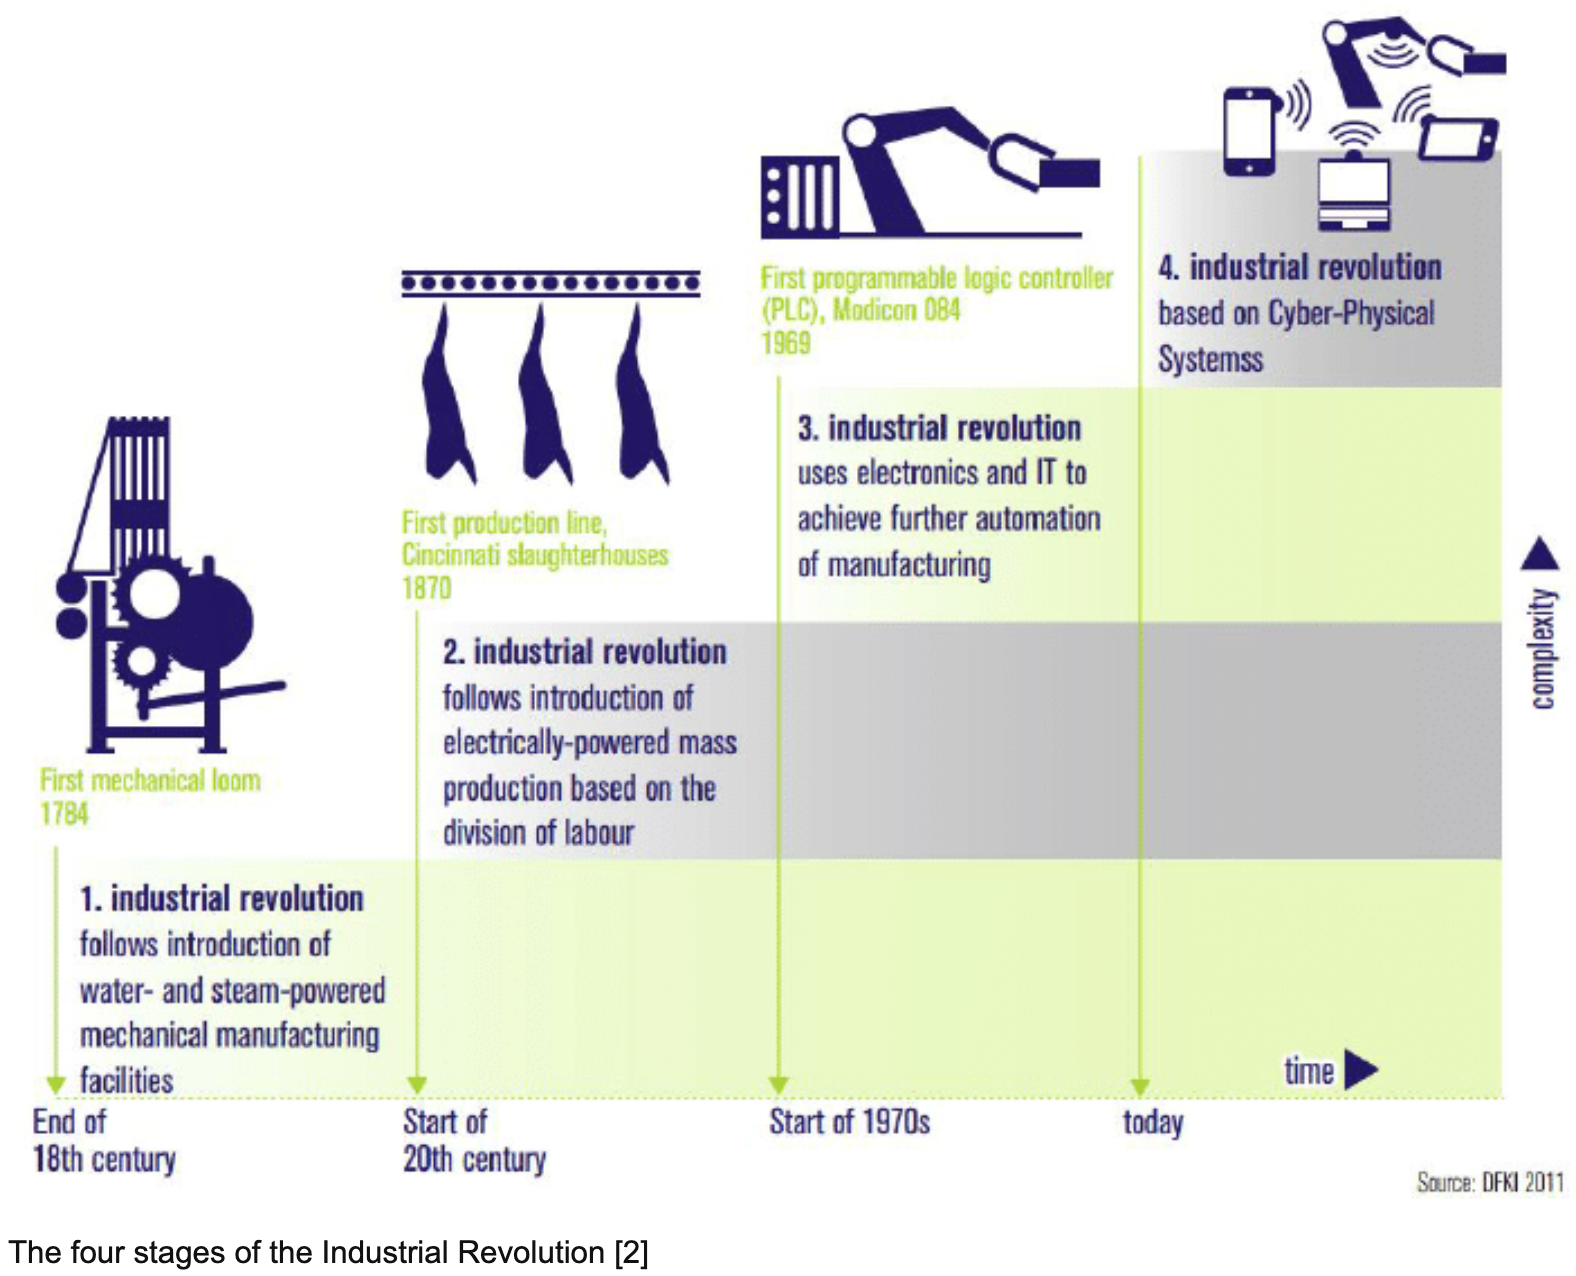 First mechanical loom
1784
1. industrial revolution
follows introduction of
water- and steam-powered
mechanical manufacturing
facilities
End of
18th century
First production line,
Cincinnati slaughterhouses
1870
2. industrial revolution
follows introduction of
electrically-powered mass
production based on the
division of labour
Start of
20th century
First programmable logic controller
(PLC), Modicon 084
1969
3. industrial revolution
uses electronics and IT to
achieve further automation
of manufacturing
Start of 1970s
4. industrial revolution
based on Cyber-Physical
Systemss
today
time
complexity
Source: DFKI 2011
The four stages of the Industrial Revolution [2]